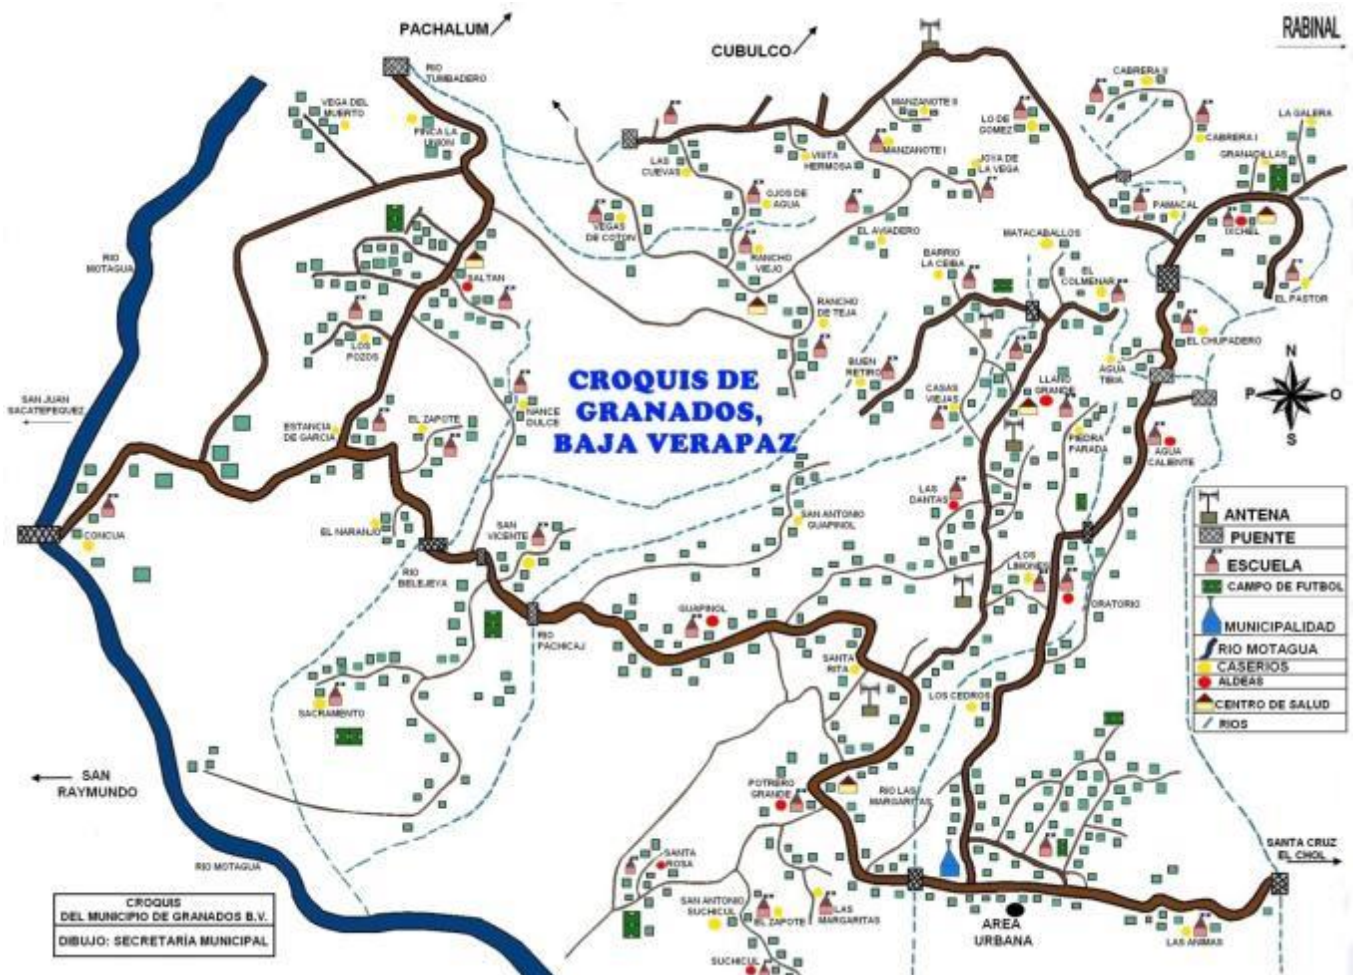 PACHALUM
CUBULCO
RABINAL
RIO
TUMBADERO
VEGA DEL
MUERTO
FINCA LA
UNION
CABRERA II
MANZANOTE II
LO DE
GOMEZ
LA GALERA
CABRERA I
GRANADILLAS
MANZANOTE I
VISTA
HERMOSA
LAS
CUEVAS
JOYA DE
LA VEGA
OJOS DE
AGUA
PAMACAL
IXCHEL
VEGAS
DE COTON
EL AVIADERO
MATACABALLOS
RIO
MOTAGUA
RANCHO
VIEJO
BARRIO
LA CEIBA
EL
COLMENAR
SALTAN
EL PASTOR
RANCHO
DE TEJA
LOS
POZOS
EL CHUPADERO
BUEN
RETIRO
AGUA
TIBIA
CROQUIS DE
GRANADOS,
BAJA VERAPAZ
N
P
O
S
LLANO
GRANDE
CASAS
VIEJAS
SAN JUAN
SACATEPEGUEZ
NANCE
DULCE
ESTANCIA
DE GARCIA
EL ZAPOTE
PIEDRA
PARADA
AGUA
CALIENTE
LAS
DANTAS
SAN ANTONIO
GUAPINOL
ANTENA
PUENTE
ESCUELA
CAMPO DE FUTBOL
MUNICIPALIDAD
RIO MOTAGUA
CASERIOS
ALDEAS
CENTRO DE SALUD
RIOS
CONCUA
EL NARANJO
SAN
VICENTE
RIO
BELEJEYA
LOS
LIMONES
ORATORIO
GUAPINOL
RIO
PACHICAJ
SANTA
RITA
LOS CEDROS
SACRAMENTO
SAN
RAYMUNDO
POTRERO
GRANDE
RIO LAS
MARGARITAS
RIO MOTAGUA
SANTA CRUZ
EL CHOL
SANTA
ROSA
CROQUIS
DEL MUNICIPIO DE GRANADOS B.V.
DIBUJO: SECRETARÍA MUNICIPAL
SAN ANTONIO
SUCHICUL
EL ZAPOTE
LAS
MARGARITAS
AREA
URBANA
LAS ANIMAS
SUCHICUL